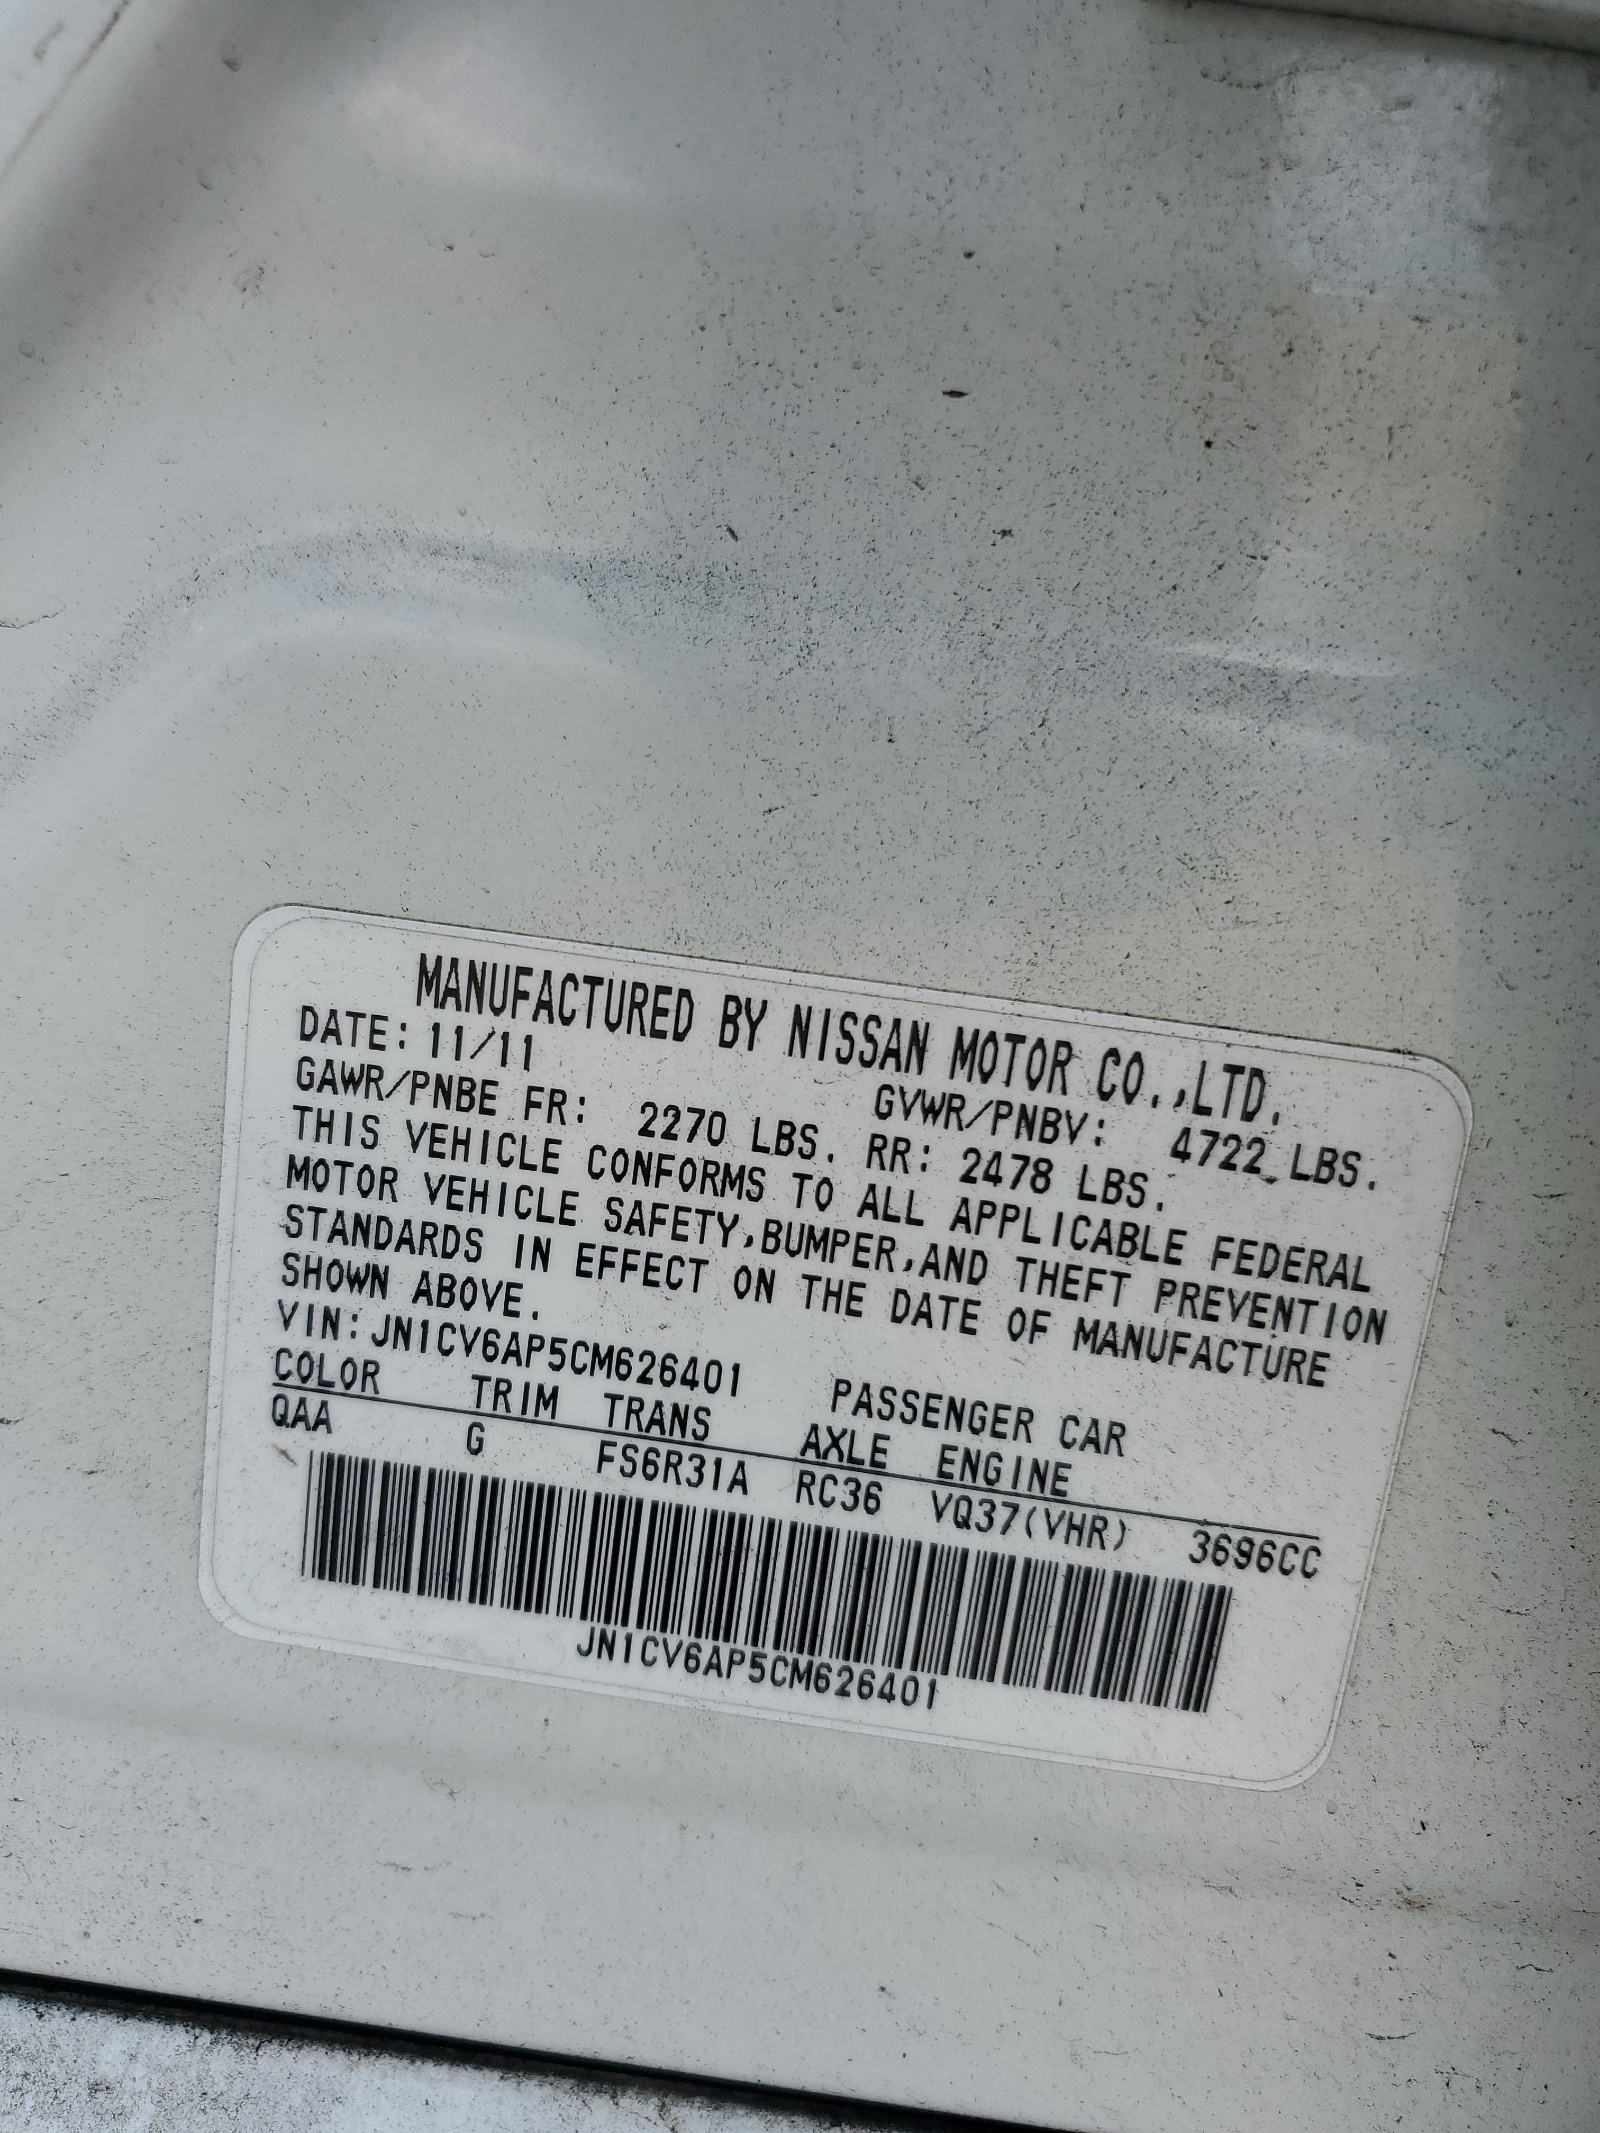 MANUFACTURED BY NISSAN MOTOR CO.,LTD.
DATE: 11/11 GVWR/PNBV: 4722 LBS.
GAWR/PNBE FR: 2270 LBS. RR: 2478 LBS.
THIS VEHICLE CONFORMS TO ALL APPLICABLE FEDERAL
MOTOR VEHICLE SAFETY,BUMPER,AND THEFT PREVENTION
STANDARDS IN EFFECT ON THE DATE OF MANUFACTURE
SHOWN ABOVE.
VIN: JN1CV6AP5CM626401 PASSENGER CAR
COLOR TRIM TRANS AXLE ENGINE
QAA G FS6R31A RC36 VQ37(VHR) 3696CC
JN1CV6AP5CM626401